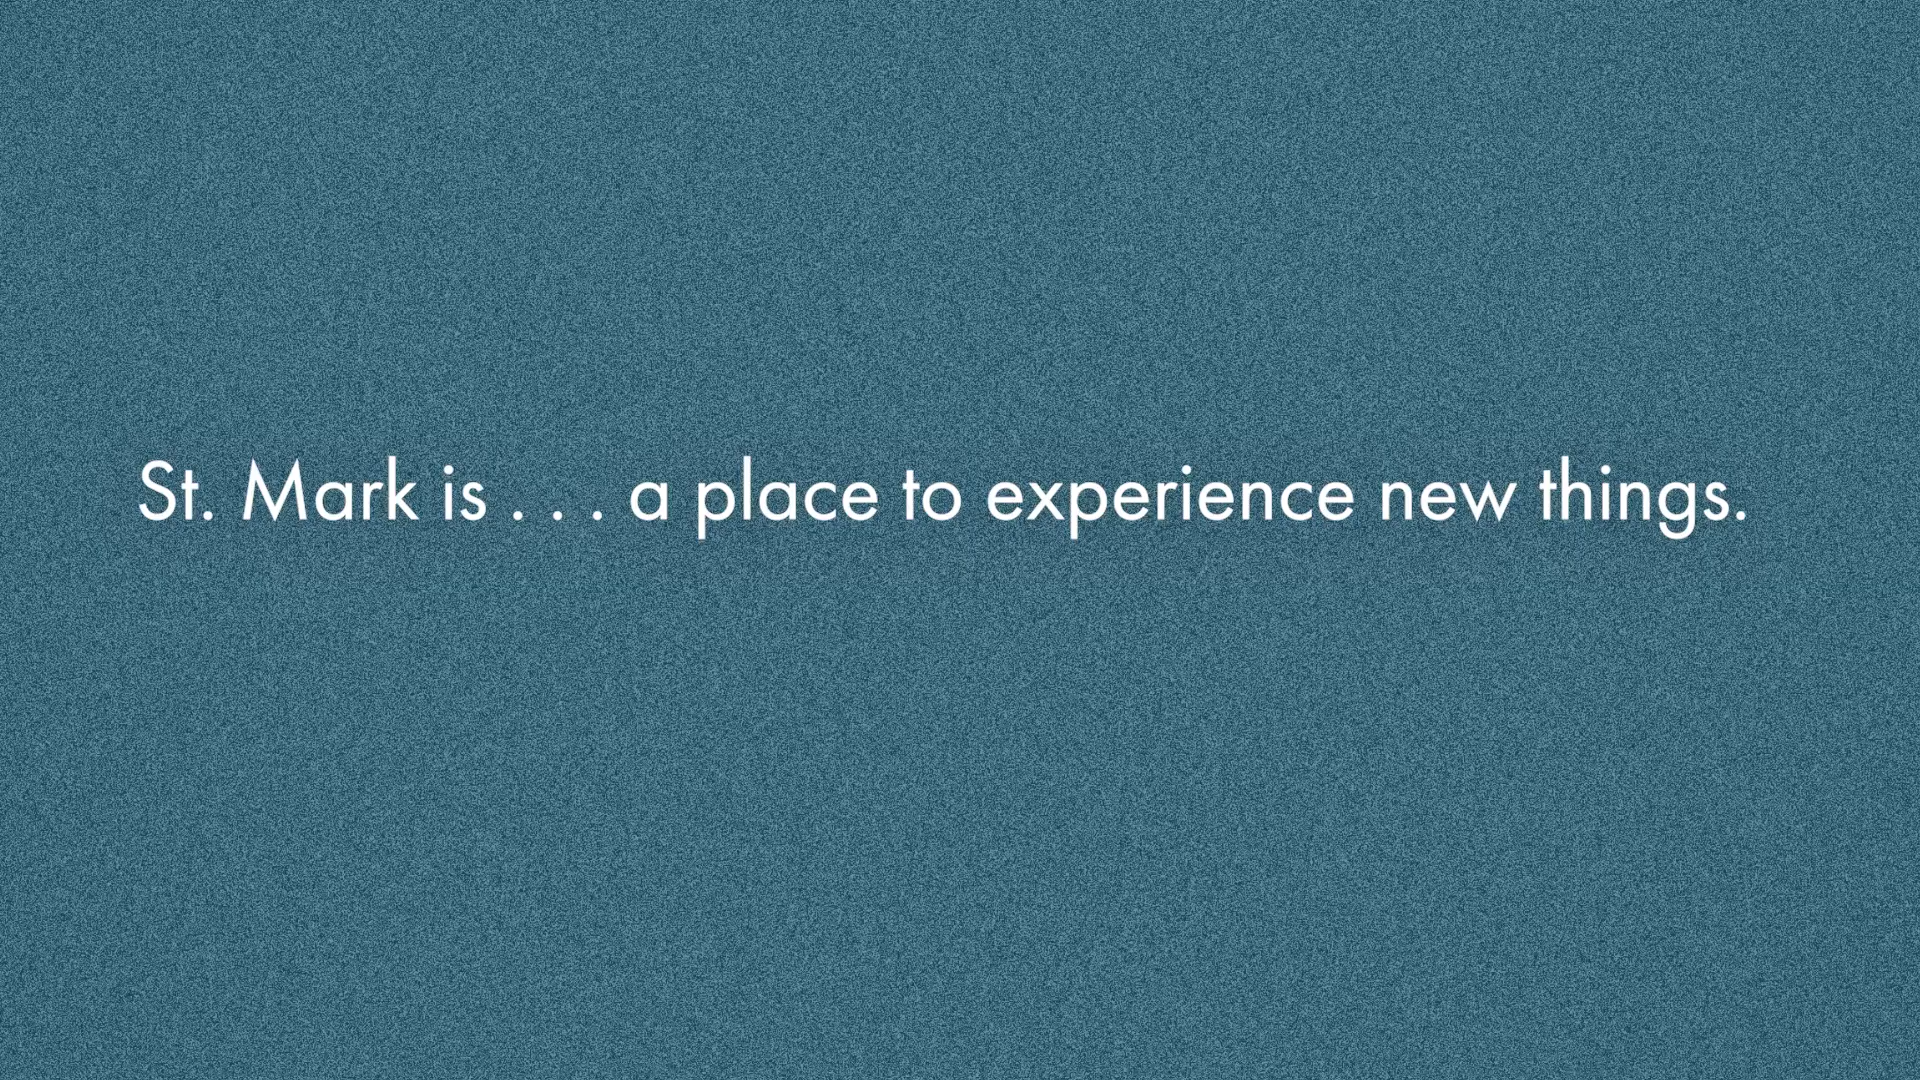 St. Mark is . . . a place to experience new things.